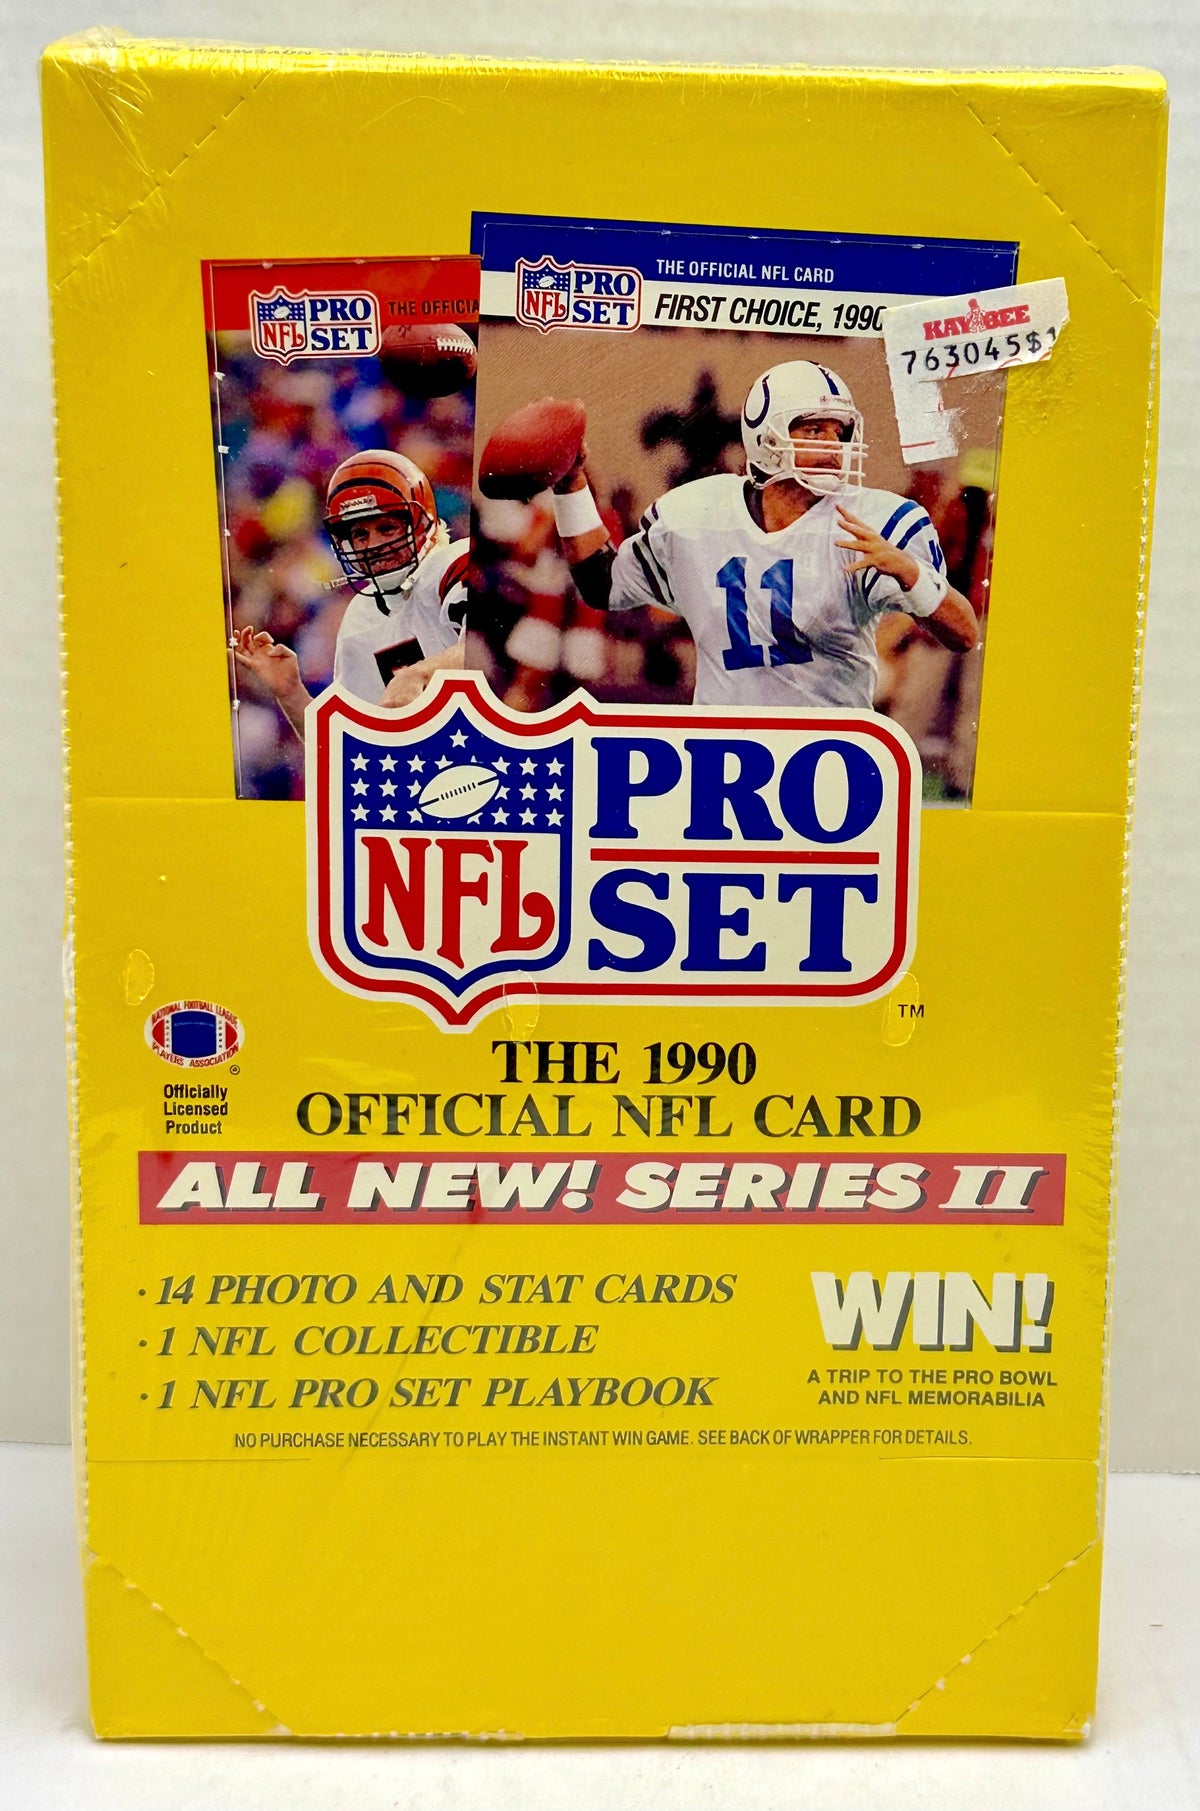 THE OFFICIAL NFL CARD
PRO
SET
NFL
FIRST CHOICE, 1990
KAY BEE
763045$1
PRO
SET
NFL
THE OFFICIA
11
PRO
SET
NFL
TM
NATIONAL FOOTBALL LEAGUE
PLAYERS ASSOCIATION
®
Officially
Licensed
Product
THE 1990
OFFICIAL NFL CARD
ALL NEW! SERIES II
· 14 PHOTO AND STAT CARDS
· 1 NFL COLLECTIBLE
· 1 NFL PRO SET PLAYBOOK
WIN!
A TRIP TO THE PRO BOWL
AND NFL MEMORABILIA
NO PURCHASE NECESSARY TO PLAY THE INSTANT WIN GAME. SEE BACK OF WRAPPER FOR DETAILS.